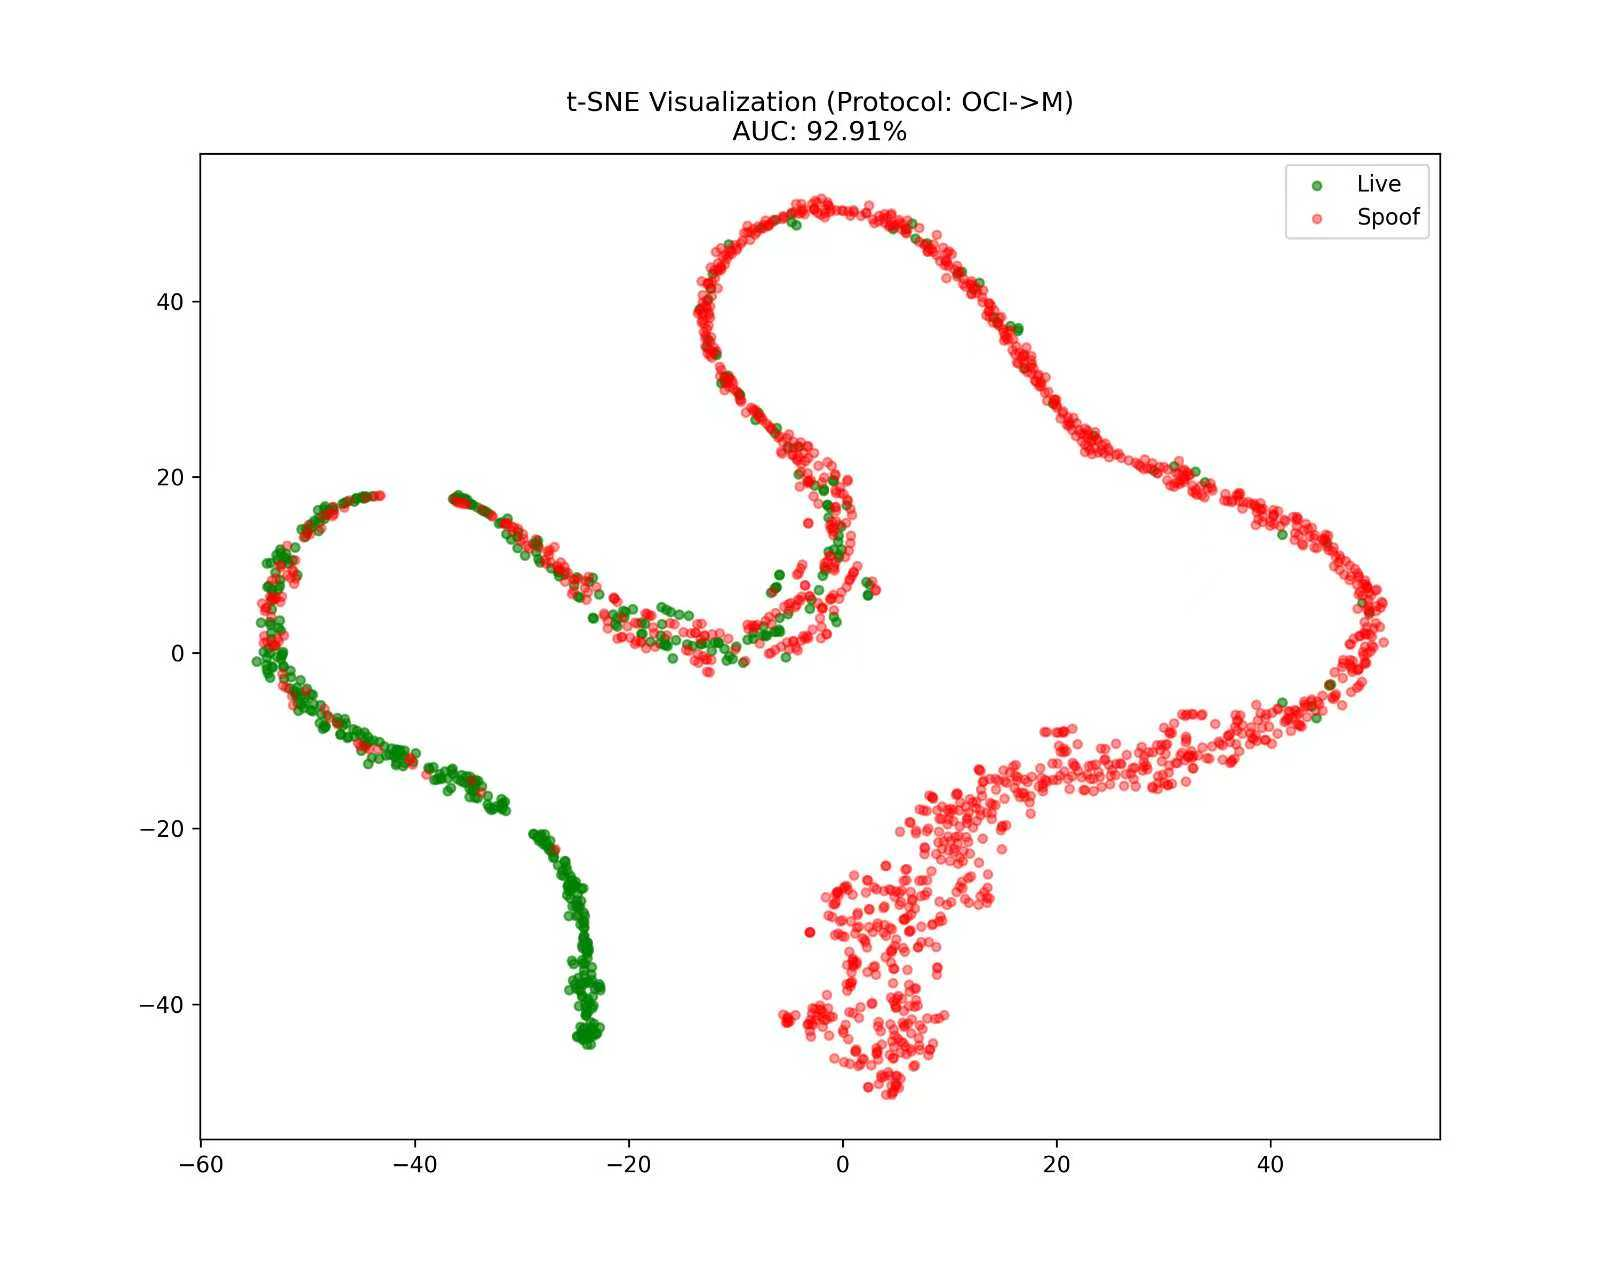 t-SNE Visualization (Protocol: OCI->M)
AUC: 92.91%
Live
Spoof
40
20
0
−20
−40
−60 −40 −20 0 20 40